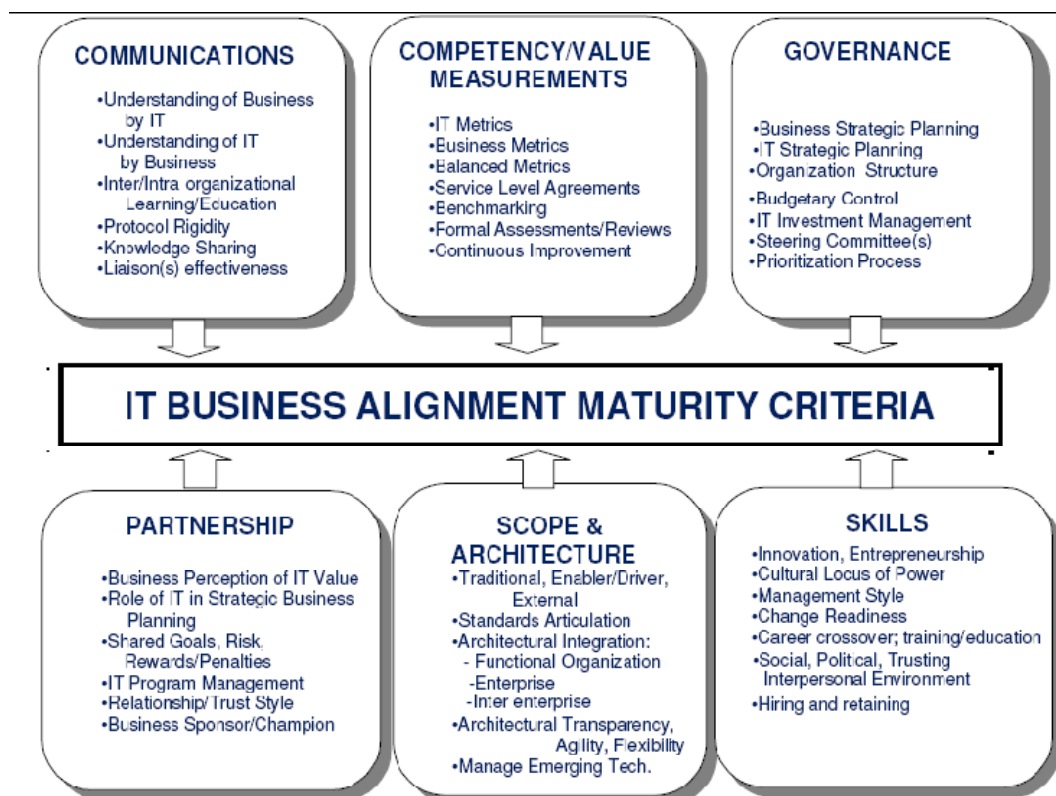 COMMUNICATIONS
•Understanding of Business
by IT
•Understanding of IT
by Business
•Inter/Intra organizational
Learning/Education
•Protocol Rigidity
•Knowledge Sharing
•Liaison(s) effectiveness
COMPETENCY/VALUE
MEASUREMENTS
•IT Metrics
•Business Metrics
•Balanced Metrics
•Service Level Agreements
•Benchmarking
•Formal Assessments/Reviews
•Continuous Improvement
GOVERNANCE
•Business Strategic Planning
•IT Strategic Planning
•Organization Structure
•Budgetary Control
•IT Investment Management
•Steering Committee(s)
•Prioritization Process
IT BUSINESS ALIGNMENT MATURITY CRITERIA
PARTNERSHIP
•Business Perception of IT Value
•Role of IT in Strategic Business
Planning
•Shared Goals, Risk,
Rewards/Penalties
•IT Program Management
•Relationship/Trust Style
•Business Sponsor/Champion
SCOPE &
ARCHITECTURE
•Traditional, Enabler/Driver,
External
•Standards Articulation
•Architectural Integration:
- Functional Organization
-Enterprise
-Inter enterprise
•Architectural Transparency,
Agility, Flexibility
•Manage Emerging Tech.
SKILLS
•Innovation, Entrepreneurship
•Cultural Locus of Power
•Management Style
•Change Readiness
•Career crossover; training/education
•Social, Political, Trusting
Interpersonal Environment
•Hiring and retaining